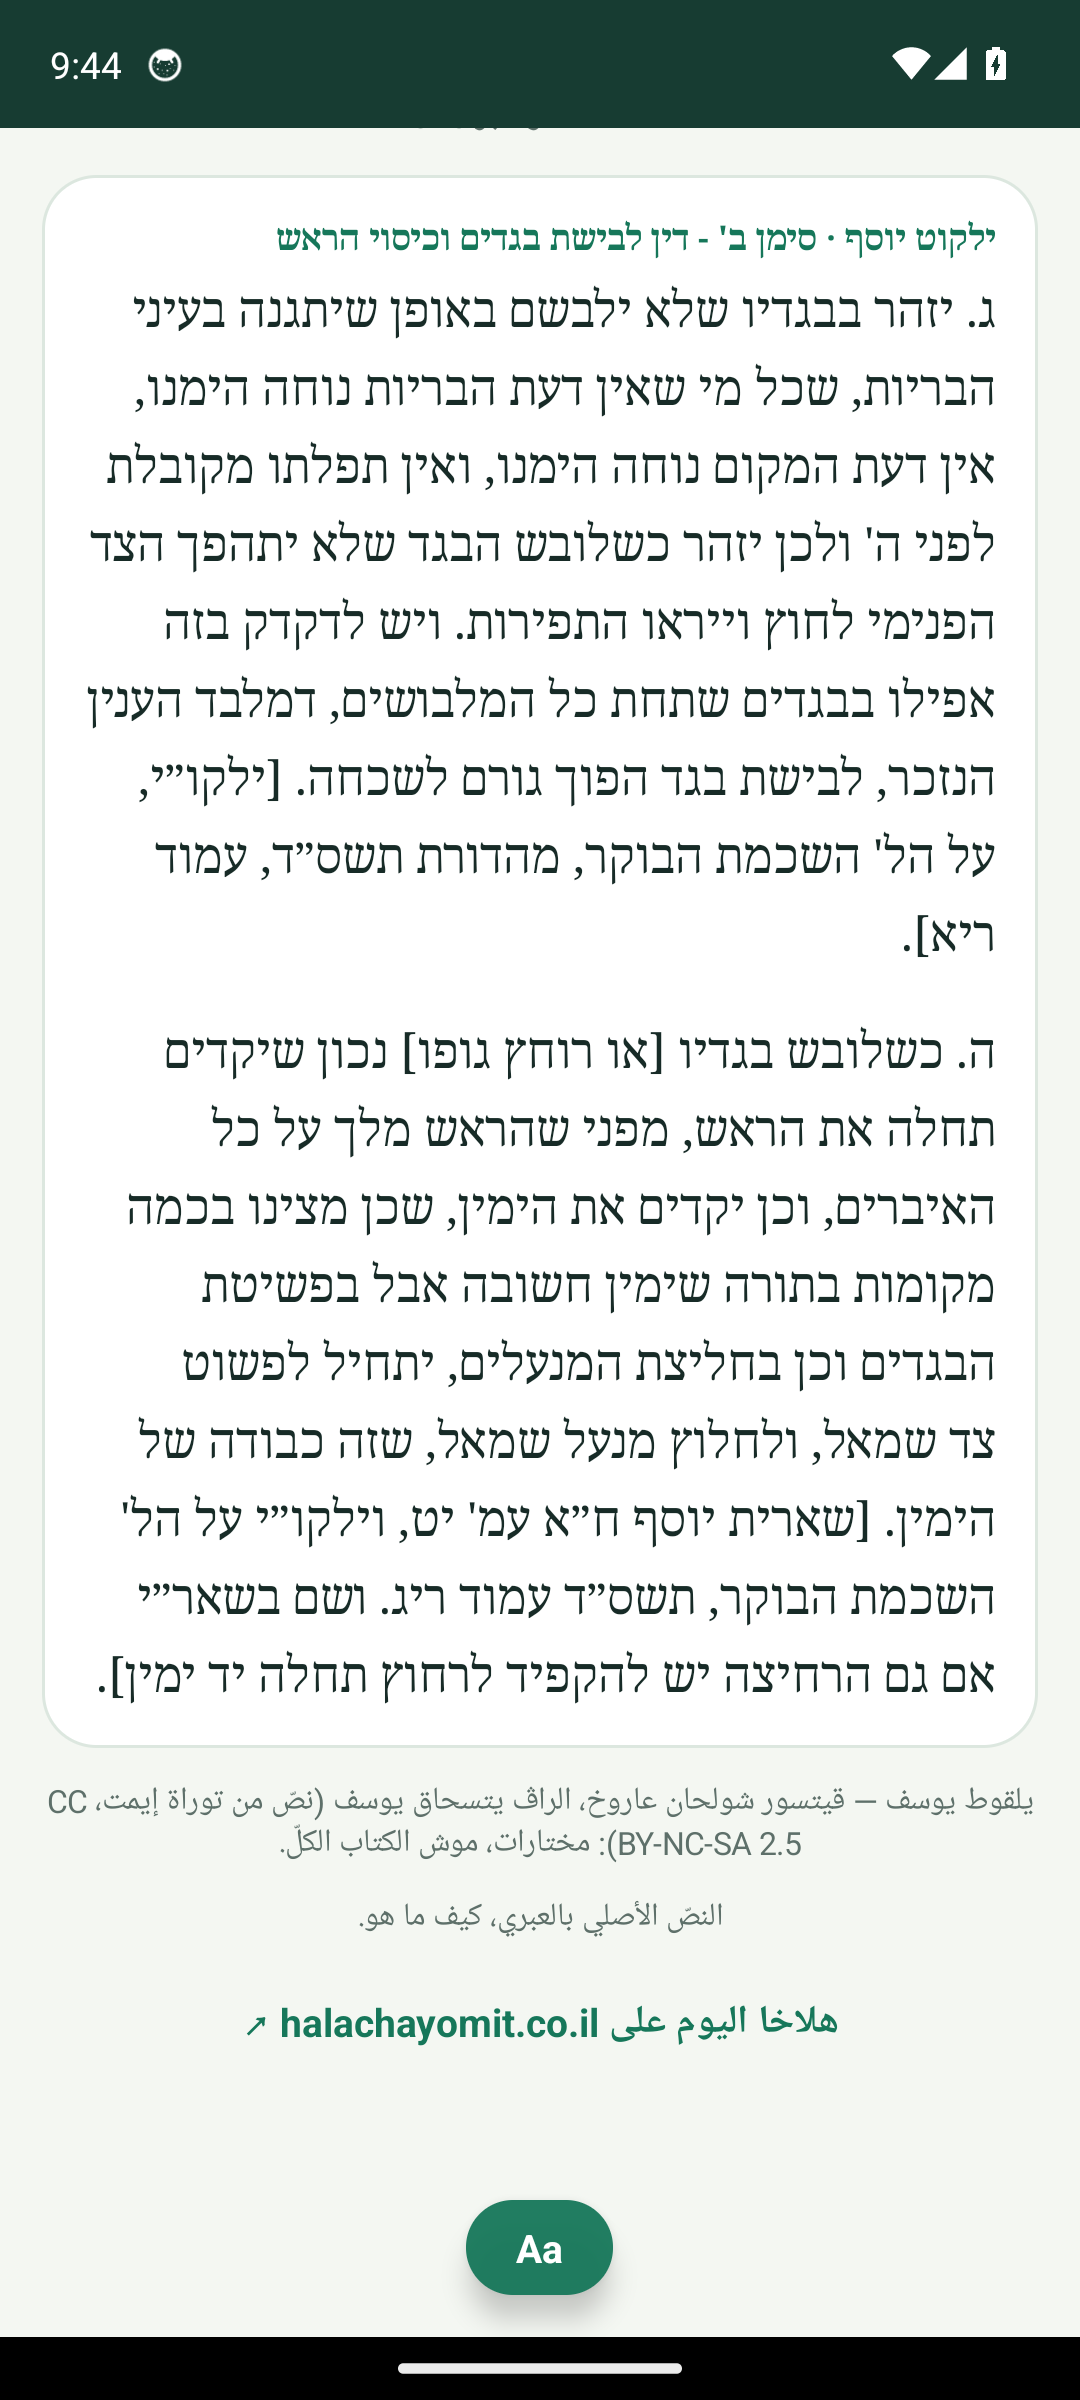 9:44
ילקוט יוסף · סימן ב' - דין לבישת בגדים וכיסוי הראש
ג. יזהר בבגדיו שלא ילבשם באופן שיתגנה בעיני
הבריות, שכל מי שאין דעת הבריות נוחה הימנו,
אין דעת המקום נוחה הימנו, ואין תפלתו מקובלת
לפני ה' ולכן יזהר כשלובש הבגד שלא יתהפך הצד
הפנימי לחוץ וייראו התפירות. ויש לדקדק בזה
אפילו בבגדים שתחת כל המלבושים, דמלבד הענין
הנזכר, לבישת בגד הפוך גורם לשכחה. [ילקו״י,
על הל' השכמת הבוקר, מהדורת תשס״ד, עמוד
ריא].
ה. כשלובש בגדיו [או רוחץ גופו] נכון שיקדים
תחלה את הראש, מפני שהראש מלך על כל
האיברים, וכן יקדים את הימין, שכן מצינו בכמה
מקומות בתורה שימין חשובה אבל בפשיטת
הבגדים וכן בחליצת המנעלים, יתחיל לפשוט
צד שמאל, ולחלוץ מנעל שמאל, שזה כבודה של
הימין. [שארית יוסף ח״א עמ' יט, וילקו״י על הל'
השכמת הבוקר, תשס״ד עמוד ריג. ושם בשאר״י
אם גם הרחיצה יש להקפיד לרחוץ תחלה יד ימין].
يلقوط يوسف — قيتسور شولحان عاروخ، الراڤ يتسحاق يوسف (نصّ من توراة إيمت، CC
BY-NC-SA 2.5): مختارات، موش الكتاب الكلّ.
النصّ الأصلي بالعبري، كيف ما هو.
هلاخا اليوم على halachayomit.co.il ↗
Aa